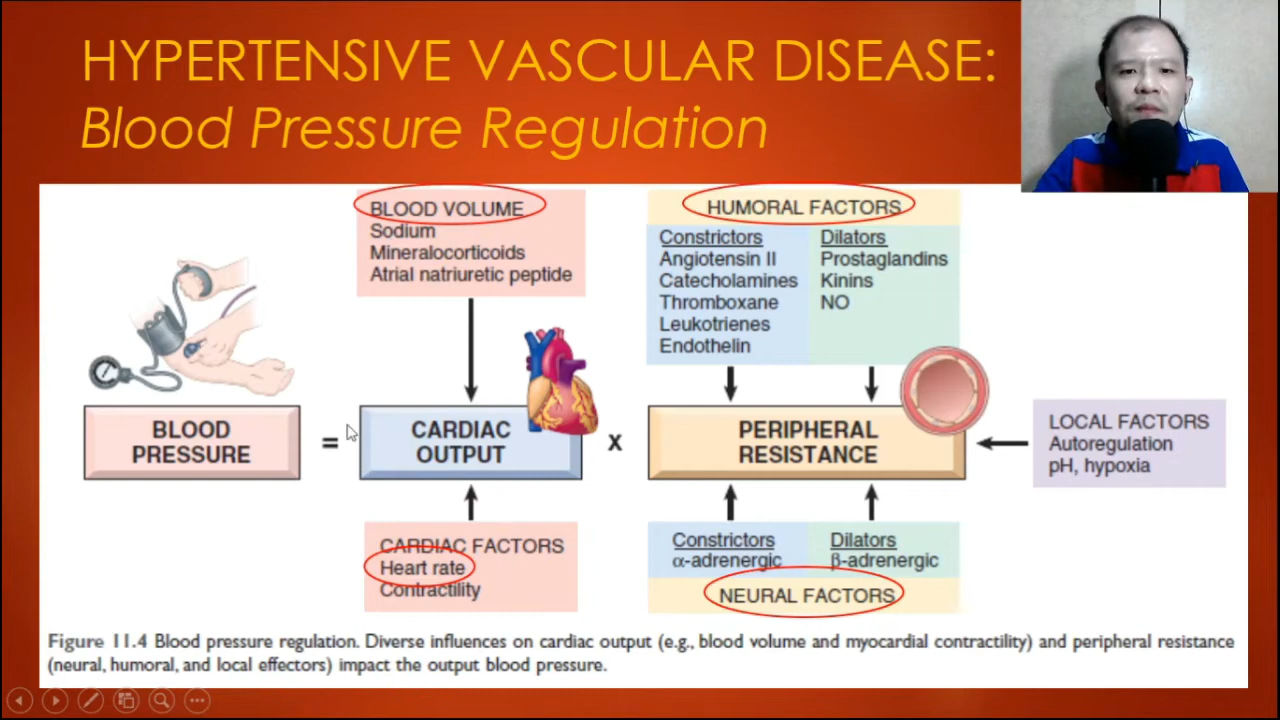 HYPERTENSIVE VASCULAR DISEASE:
Blood Pressure Regulation
BLOOD VOLUME
Sodium
Mineralocorticoids
Atrial natriuretic peptide
HUMORAL FACTORS
Constrictors
Angiotensin II
Catecholamines
Thromboxane
Leukotrienes
Endothelin
Dilators
Prostaglandins
Kinins
NO
BLOOD
PRESSURE
=
CARDIAC
OUTPUT
x
PERIPHERAL
RESISTANCE
LOCAL FACTORS
Autoregulation
pH, hypoxia
CARDIAC FACTORS
Heart rate
Contractility
Constrictors
α-adrenergic
Dilators
β-adrenergic
NEURAL FACTORS
Figure 11.4 Blood pressure regulation. Diverse influences on cardiac output (e.g., blood volume and myocardial contractility) and peripheral resistance
(neural, humoral, and local effectors) impact the output blood pressure.